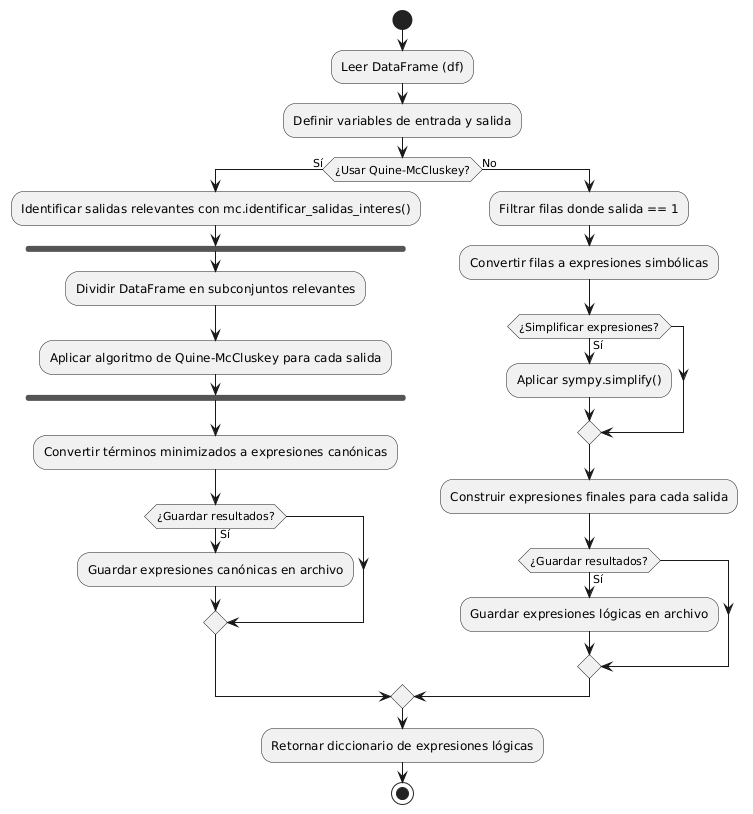 Leer DataFrame (df)
Definir variables de entrada y salida
¿Usar Quine-McCluskey?
Sí
No
Identificar salidas relevantes con mc.identificar_salidas_interes()
Dividir DataFrame en subconjuntos relevantes
Aplicar algoritmo de Quine-McCluskey para cada salida
Convertir términos minimizados a expresiones canónicas
¿Guardar resultados?
Sí
Guardar expresiones canónicas en archivo
Filtrar filas donde salida == 1
Convertir filas a expresiones simbólicas
¿Simplificar expresiones?
Sí
Aplicar sympy.simplify()
Construir expresiones finales para cada salida
¿Guardar resultados?
Sí
Guardar expresiones lógicas en archivo
Retornar diccionario de expresiones lógicas